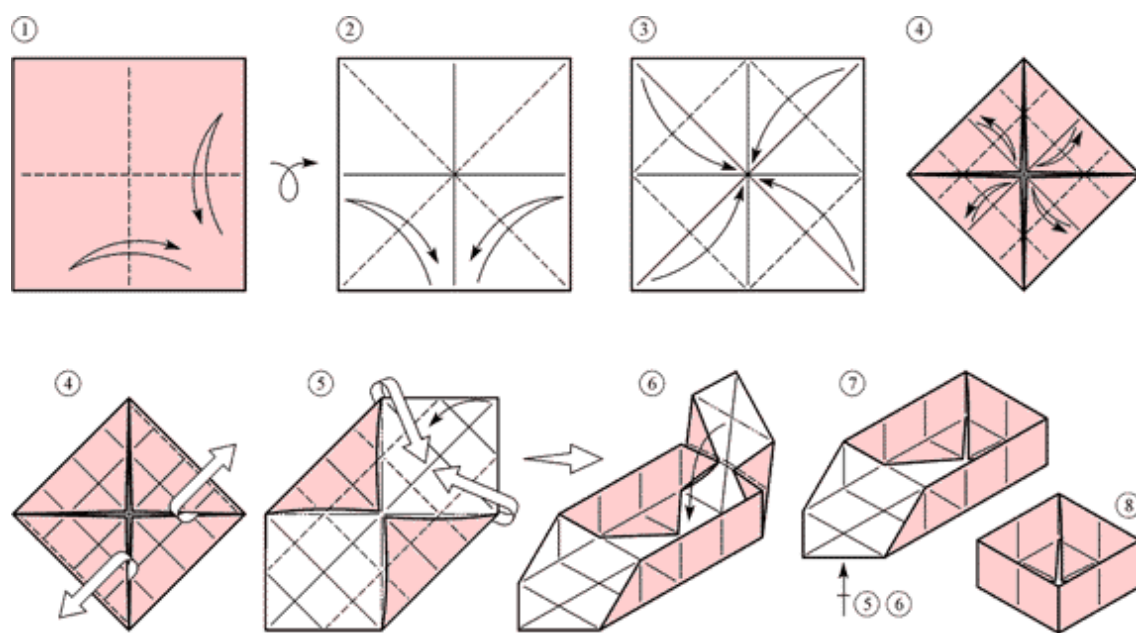 ① ② ③ ④
④ ⑤ ⑥ ⑦
⑧
⑤ ⑥